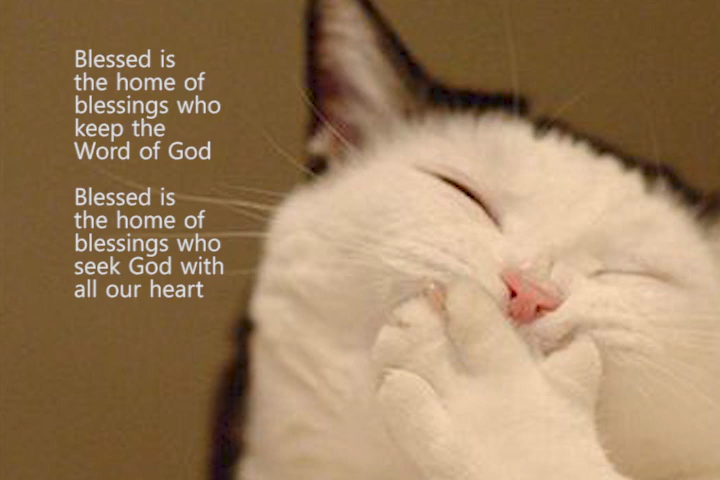 Blessed is
the home of
blessings who
keep the
Word of God
Blessed is
the home of
blessings who
seek God with
all our heart